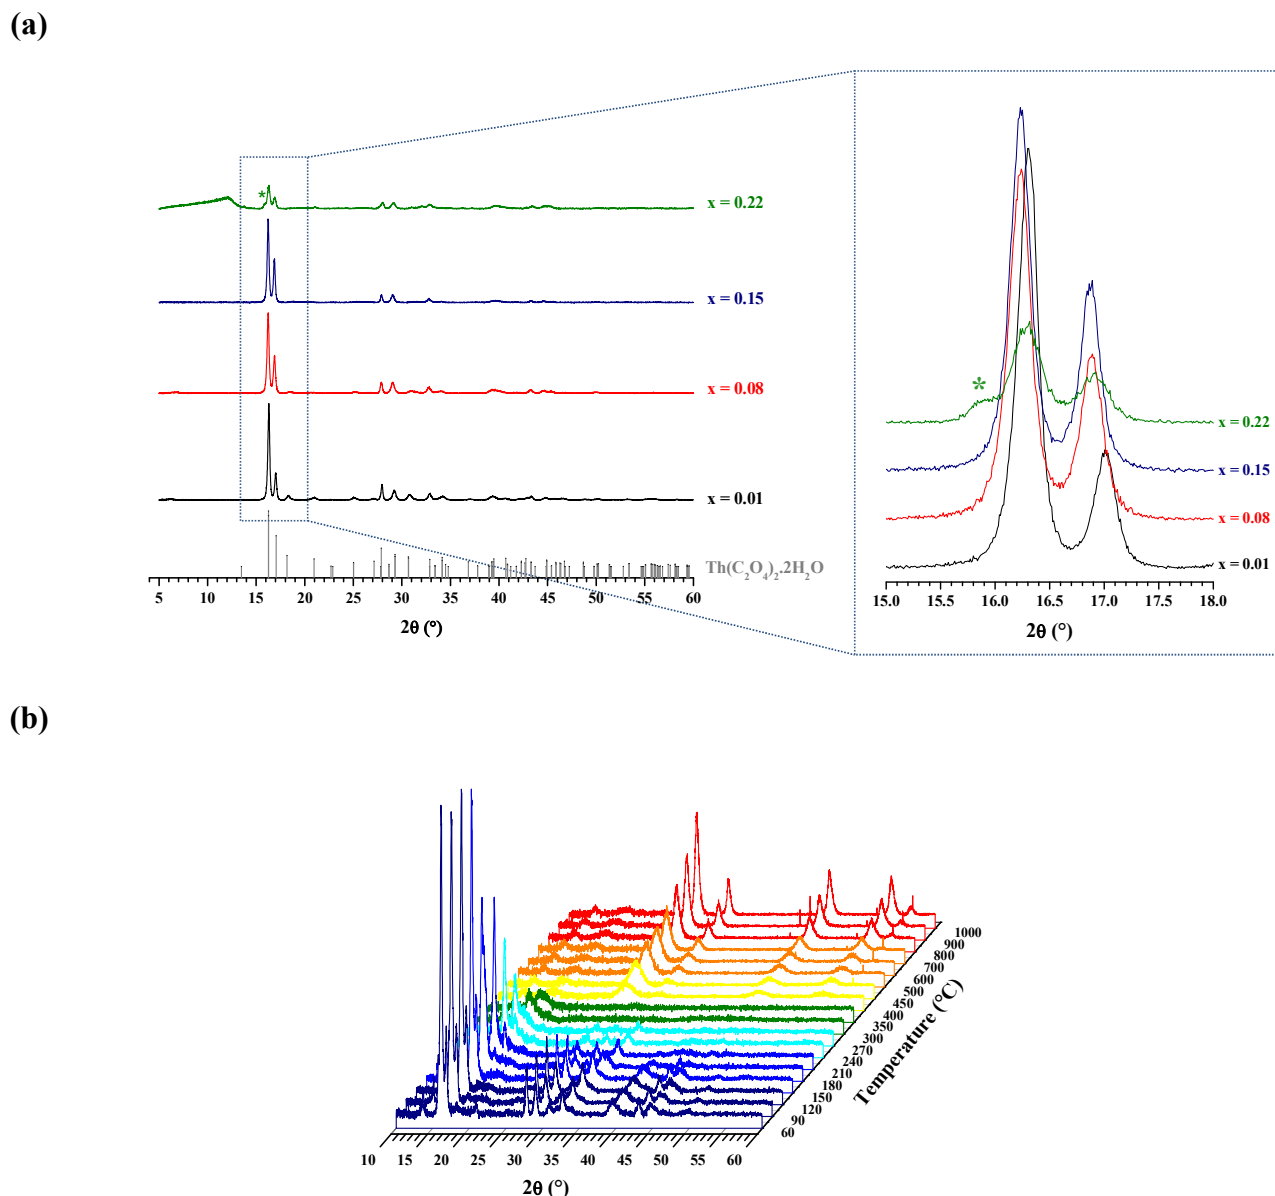 (a)
*
x = 0.22
x = 0.15
x = 0.08
x = 0.01
Th(C₂O₄)₂.2H₂O
5 10 15 20 25 30 35 40 45 50 55 60
2θ (°)
*
x = 0.22
x = 0.15
x = 0.08
x = 0.01
15.0 15.5 16.0 16.5 17.0 17.5 18.0
2θ (°)
(b)
1000
900
800
700
600
500
450
400
350
300
270
240
210
180
150
120
90
60
Temperature (°C)
10 15 20 25 30 35 40 45 50 55 60
2θ (°)